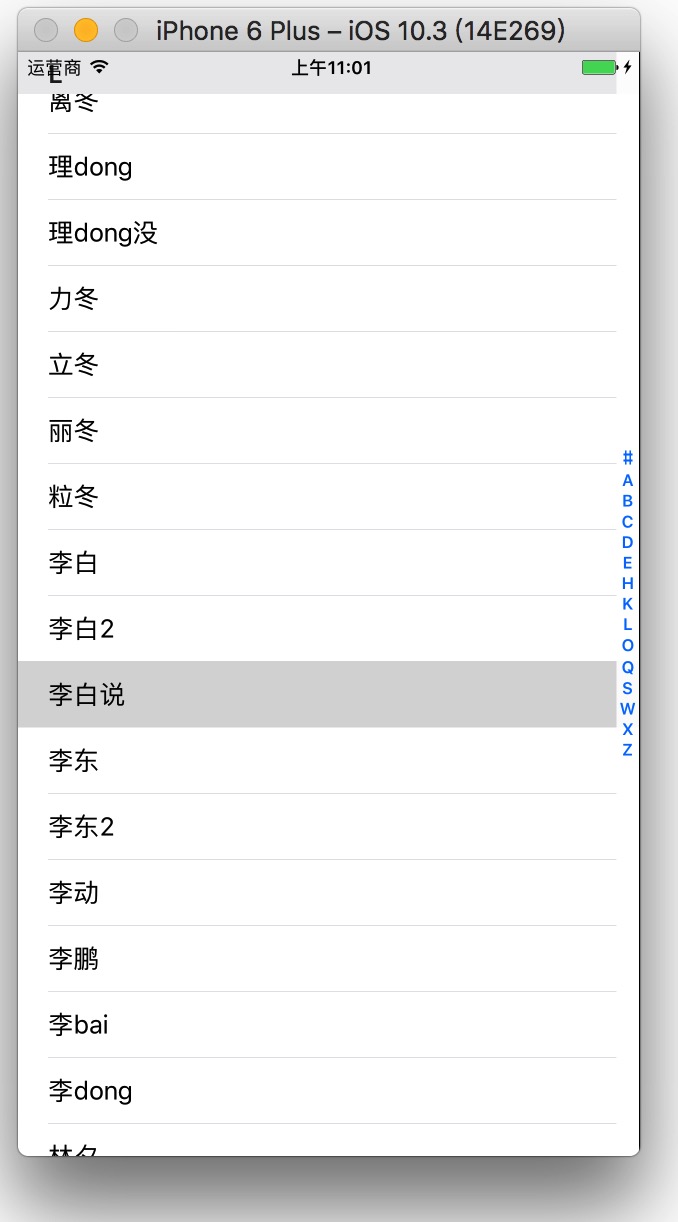 iPhone 6 Plus – iOS 10.3 (14E269)
运营商 上午11:01
L
离冬
理dong
理dong没
力冬
立冬
丽冬
粒冬
李白
李白2
李白说
李东
李东2
李动
李鹏
李bai
李dong
林夕
#
A
B
C
D
E
H
K
L
O
Q
S
W
X
Z